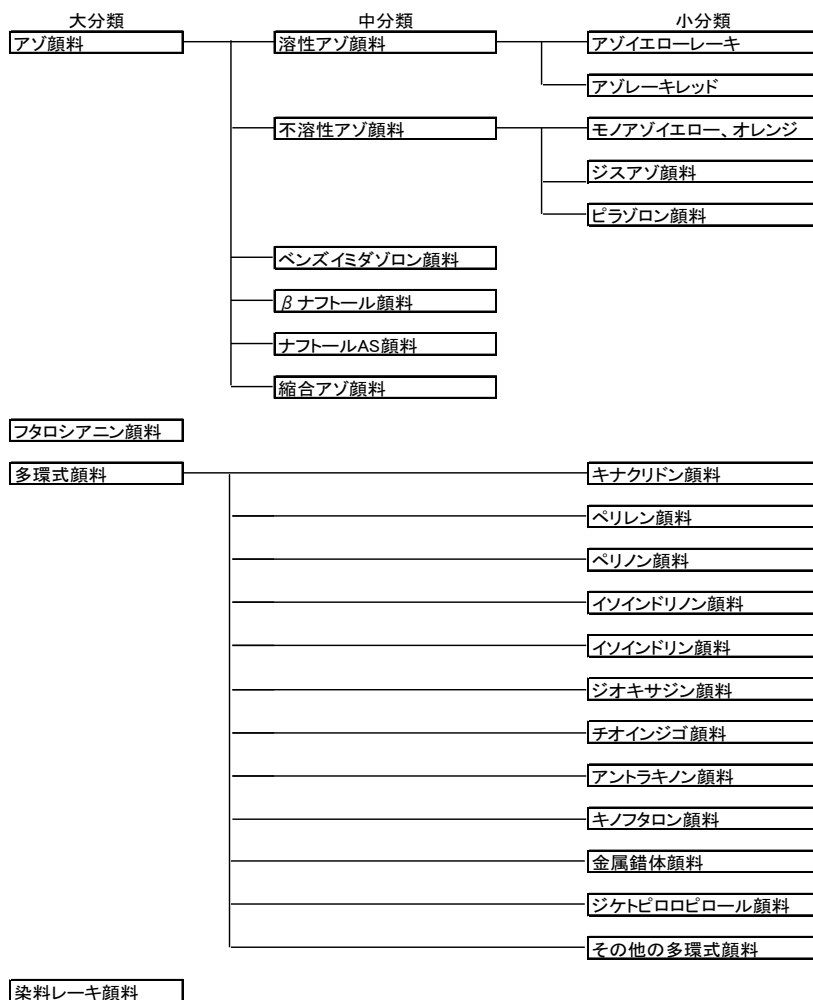 大分類 中分類 小分類
アゾ顔料 溶性アゾ顔料 アゾイエローレーキ
アゾレーキレッド
不溶性アゾ顔料 モノアゾイエロー、オレンジ
ジスアゾ顔料
ピラゾロン顔料
ベンズイミダゾロン顔料
βナフトール顔料
ナフトールAS顔料
縮合アゾ顔料
フタロシアニン顔料
多環式顔料 キナクリドン顔料
ペリレン顔料
ペリノン顔料
イソインドリノン顔料
イソインドリン顔料
ジオキサジン顔料
チオインジゴ顔料
アントラキノン顔料
キノフタロン顔料
金属錯体顔料
ジケトピロロピロール顔料
その他の多環式顔料
染料レーキ顔料